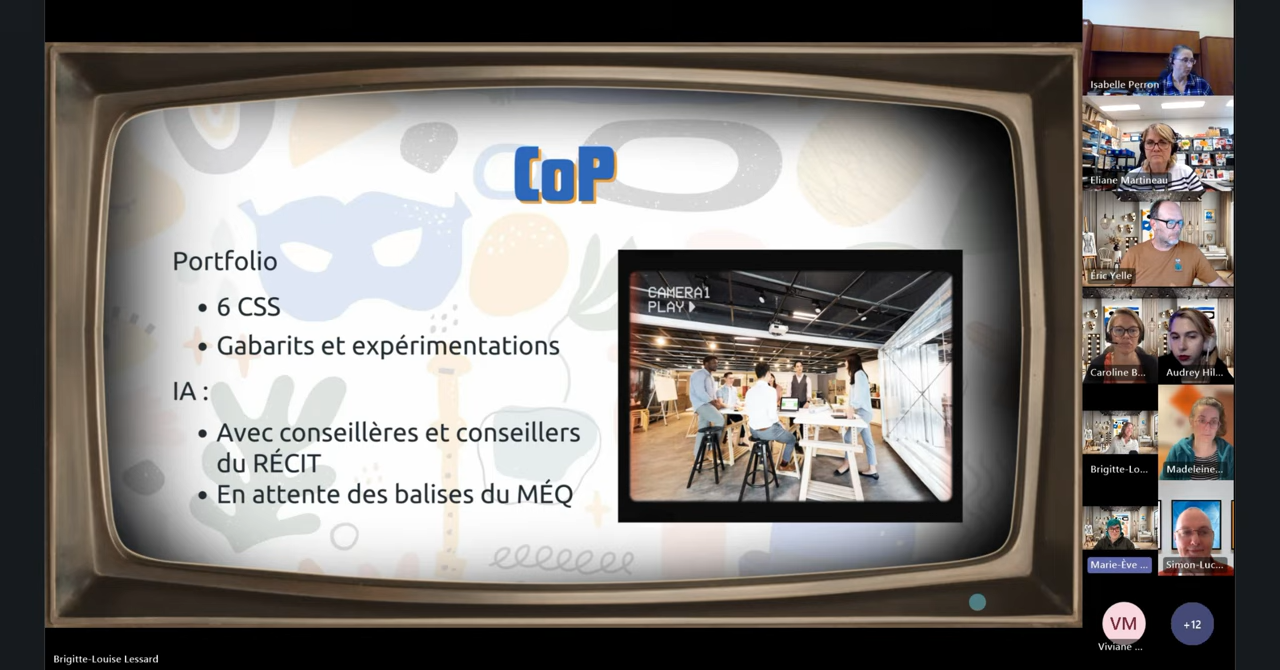 CoP
Portfolio
• 6 CSS
• Gabarits et expérimentations
IA :
• Avec conseillères et conseillers
du RÉCIT
• En attente des balises du MÉQ
CAMERA1
PLAY
Isabelle Perron
Eliane Martineau
Éric Yelle
Caroline B...
Audrey Hil...
Brigitte-Lo...
Madeleine...
Marie-Ève ...
Simon-Luc...
VM
Viviane ...
+12
Brigitte-Louise Lessard